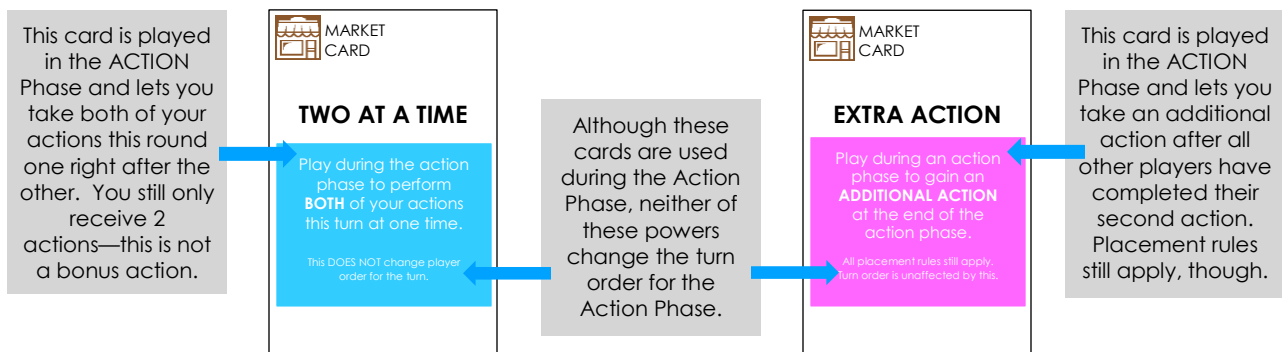 This card is played
in the ACTION
Phase and lets you
take both of your
actions this round
one right after the
other.  You still only
receive 2
actions—this is not
a bonus action.
MARKET
CARD
TWO AT A TIME
Play during the action
phase to perform
BOTH of your actions
this turn at one time.
This DOES NOT change player
order for the turn.
Although these
cards are used
during the Action
Phase, neither of
these powers
change the turn
order for the
Action Phase.
MARKET
CARD
EXTRA ACTION
Play during an action
phase to gain an
ADDITIONAL ACTION
at the end of the
action phase.
All placement rules still apply.
Turn order is unaffected by this.
This card is played
in the ACTION
Phase and lets you
take an additional
action after all
other players have
completed their
second action.
Placement rules
still apply, though.